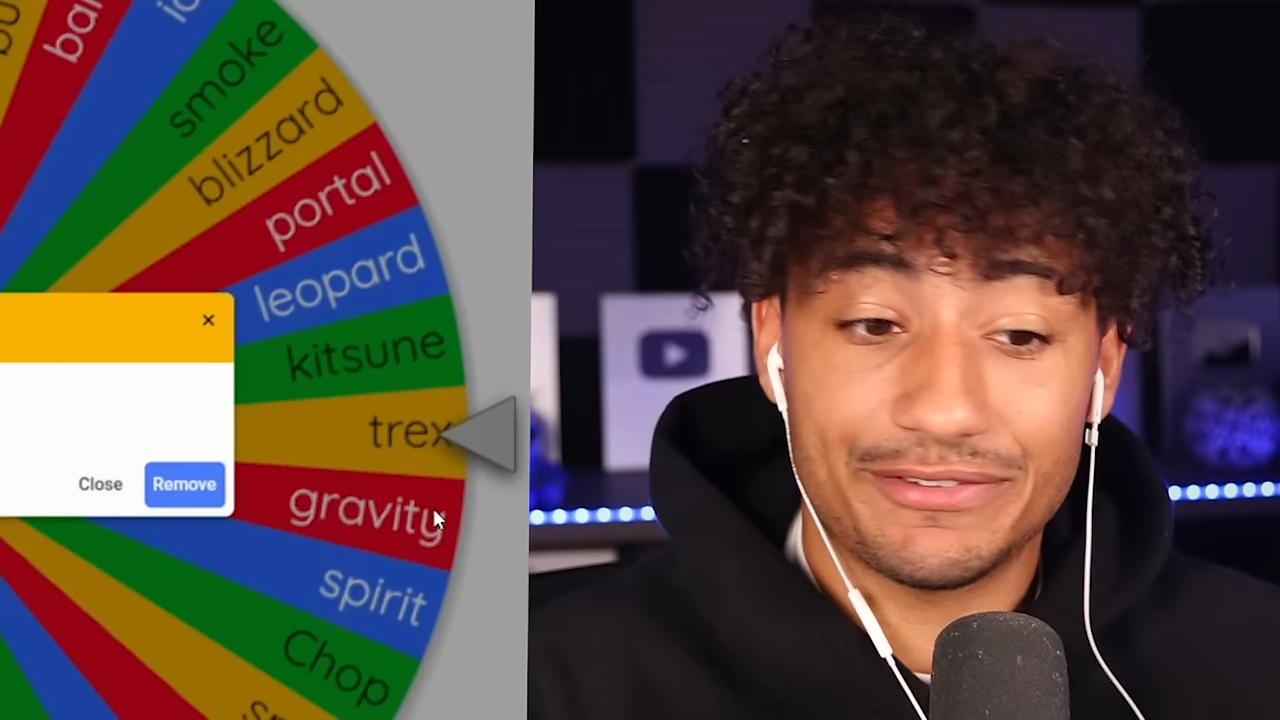 smoke
blizzard
portal
leopard
kitsune
trex
gravity
spirit
Chop
×
Close
Remove